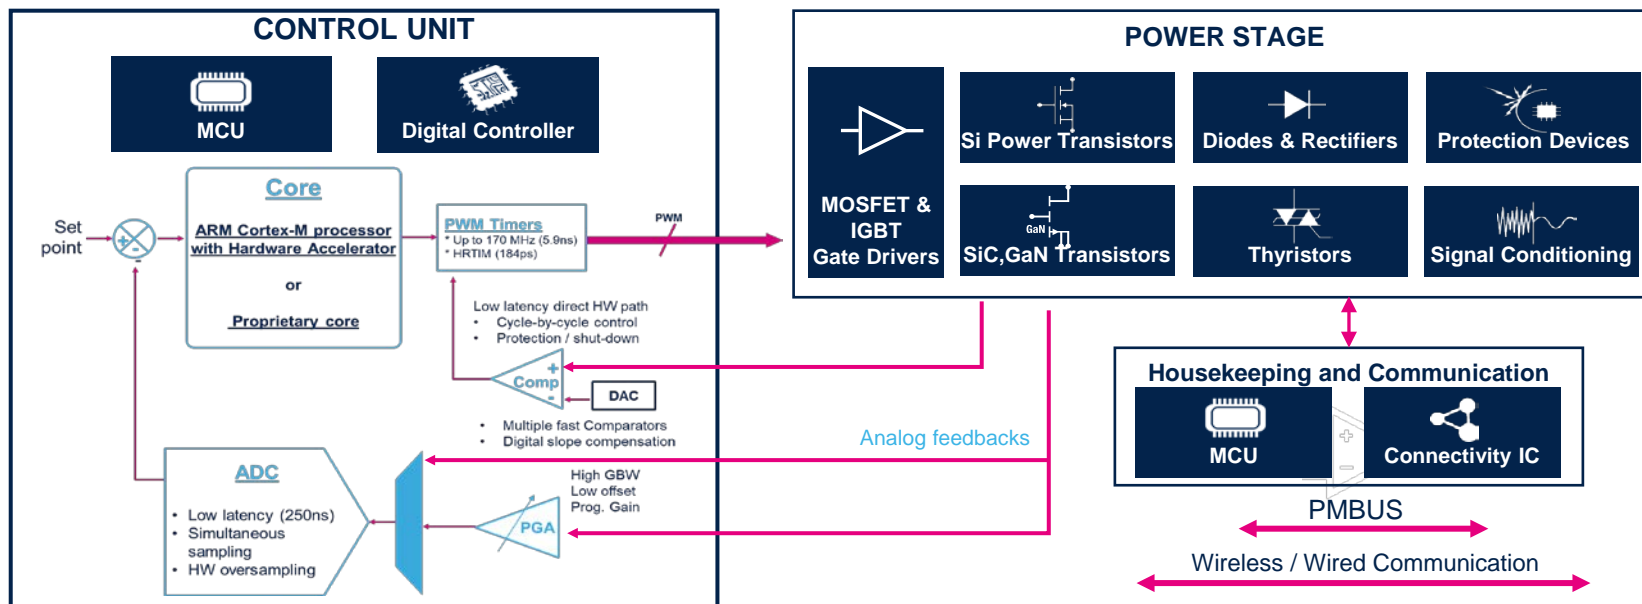 CONTROL UNIT
MCU
Digital Controller
Set
point
+
-
-
Core
ARM Cortex-M processor
with Hardware Accelerator
or
Proprietary core
PWM Timers
* Up to 170 MHz (5.9ns)
* HRTIM (184ps)
PWM
Low latency direct HW path
• Cycle-by-cycle control
• Protection / shut-down
+
Comp
-
DAC
• Multiple fast Comparators
• Digital slope compensation
ADC
• Low latency (250ns)
• Simultaneous
sampling
• HW oversampling
High GBW
Low offset
Prog. Gain
PGA
Analog feedbacks
POWER STAGE
MOSFET &
IGBT
Gate Drivers
Si Power Transistors
Diodes & Rectifiers
Protection Devices
GaN
SiC,GaN Transistors
Thyristors
Signal Conditioning
Housekeeping and Communication
MCU
+
-
Connectivity IC
PMBUS
Wireless / Wired Communication